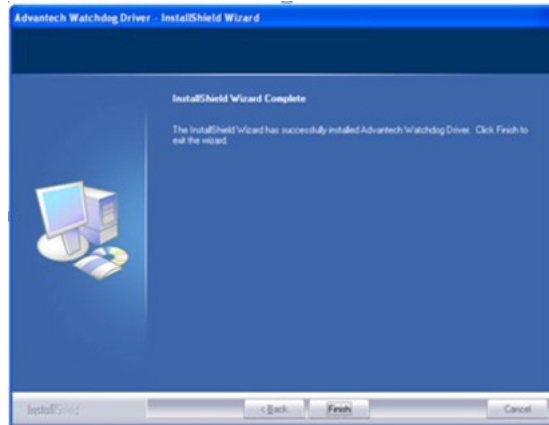 Advantech Watchdog Driver - InstallShield Wizard
InstallShield Wizard Complete
The InstallShield Wizard has successfully installed Advantech Watchdog Driver. Click Finish to
exit the wizard.
InstallShield
< Back
Finish
Cancel